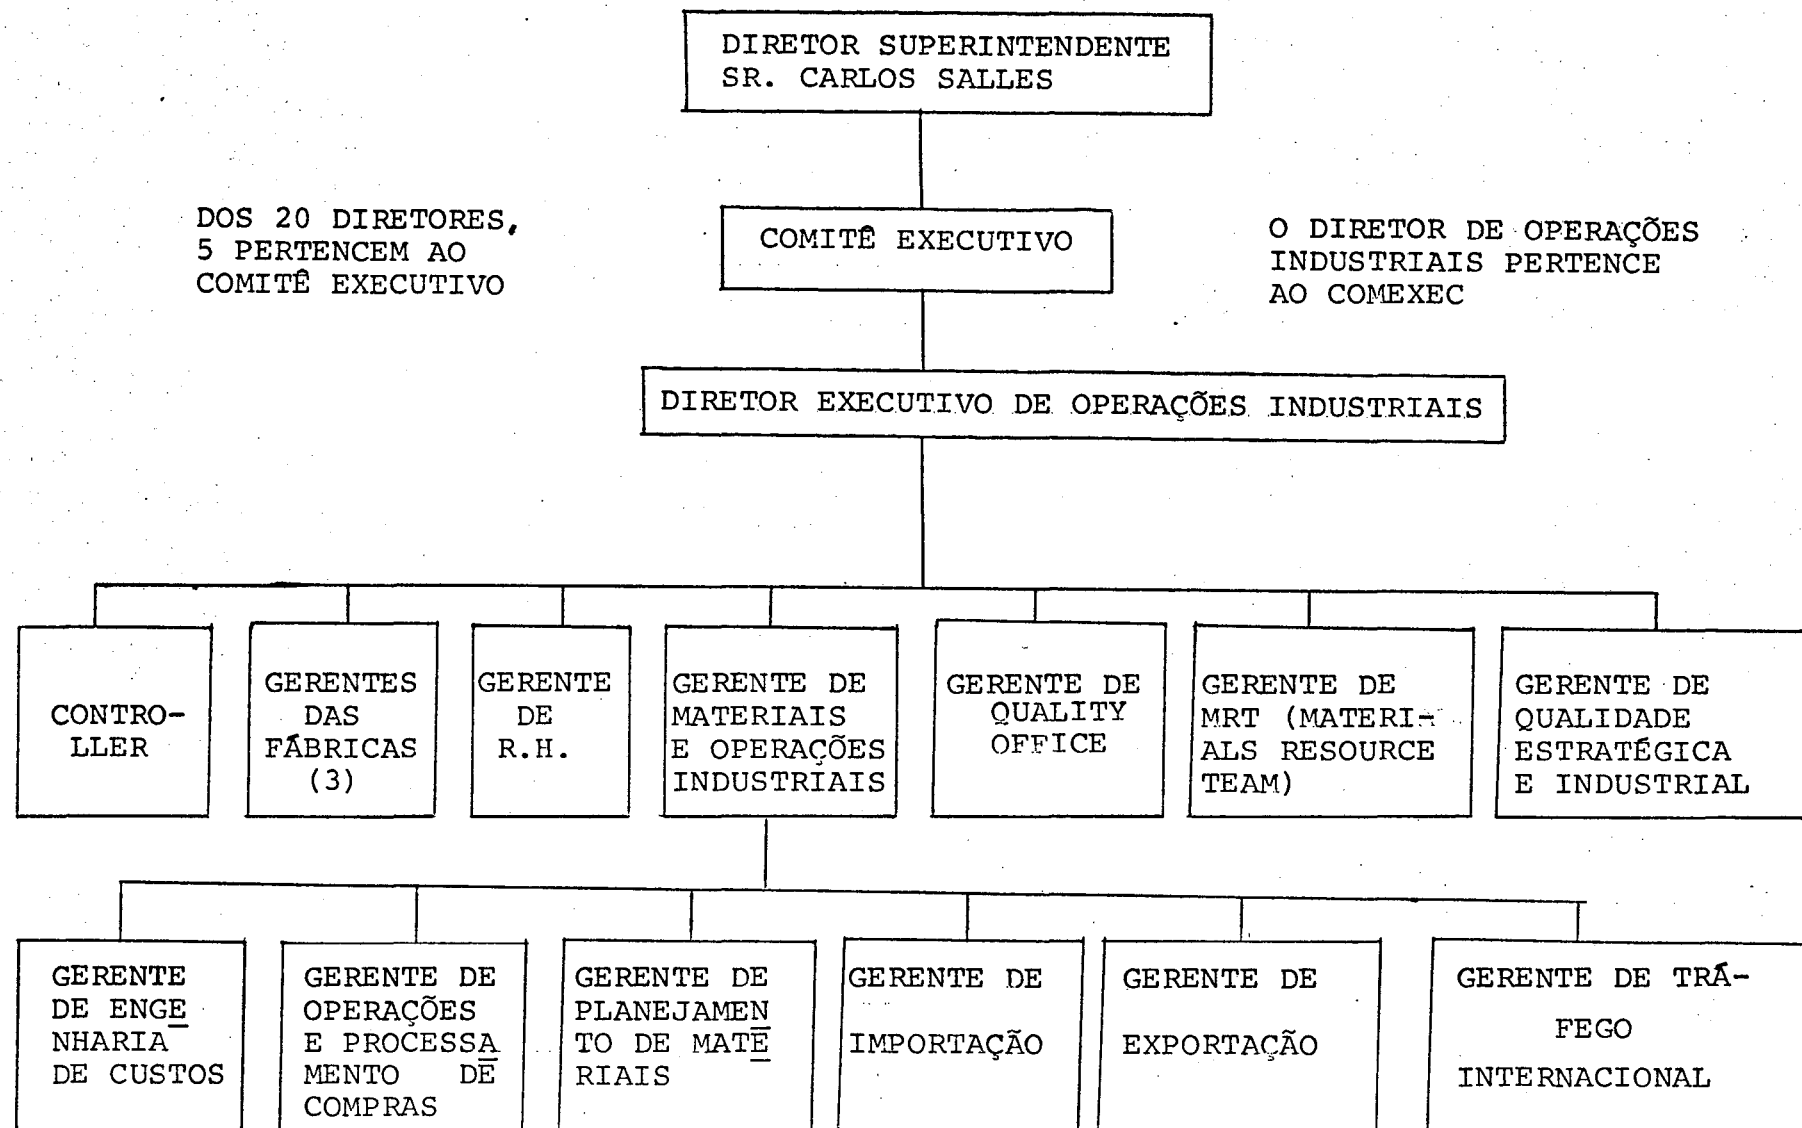 DIRETOR SUPERINTENDENTE
SR. CARLOS SALLES
DOS 20 DIRETORES,
5 PERTENCEM AO
COMITÊ EXECUTIVO
COMITÊ EXECUTIVO
O DIRETOR DE OPERAÇÕES
INDUSTRIAIS PERTENCE
AO COMEXEC
DIRETOR EXECUTIVO DE OPERAÇÕES INDUSTRIAIS
CONTRO-
LLER
GERENTES
DAS
FÁBRICAS
(3)
GERENTE
DE
R.H.
GERENTE DE
MATERIAIS
E OPERAÇÕES
INDUSTRIAIS
GERENTE DE
QUALITY
OFFICE
GERENTE DE
MRT (MATERI-
ALS RESOURCE
TEAM)
GERENTE DE
QUALIDADE
ESTRATÉGICA
E INDUSTRIAL
GERENTE
DE ENGE
NHARIA
DE CUSTOS
GERENTE DE
OPERAÇÕES
E PROCESSA
MENTO DE
COMPRAS
GERENTE DE
PLANEJAMEN
TO DE MATE
RIAIS
GERENTE DE
IMPORTAÇÃO
GERENTE DE
EXPORTAÇÃO
GERENTE DE TRÁ-
FEGO
INTERNACIONAL